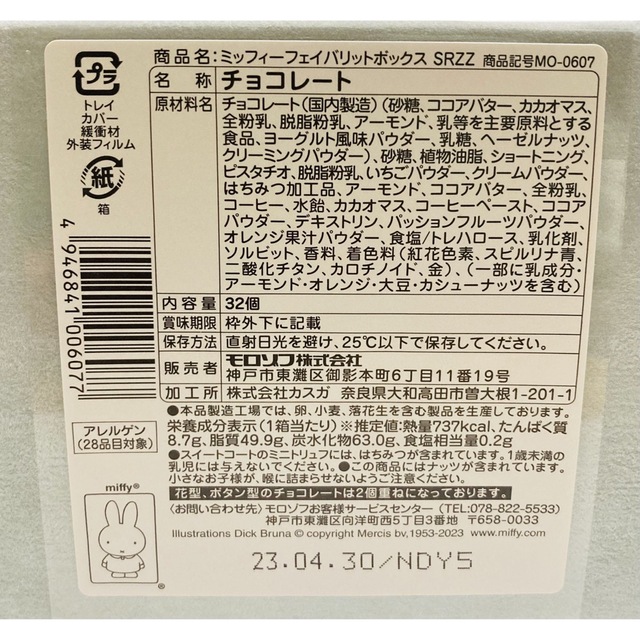 商品名:ミッフィーフェイバリットボックス SRZZ 商品記号MO-0607
名称 チョコレート
原材料名 チョコレート(国内製造)(砂糖、ココアバター、カカオマス、
全粉乳、脱脂粉乳、アーモンド、乳等を主要原料とする
食品、ヨーグルト風味パウダー、乳糖、ヘーゼルナッツ、
クリーミングパウダー)、砂糖、植物油脂、ショートニング、
ピスタチオ、脱脂粉乳、いちごパウダー、クリームパウダー、
はちみつ加工品、アーモンド、ココアバター、全粉乳、
コーヒー、水飴、カカオマス、コーヒーペースト、ココア
パウダー、デキストリン、パッションフルーツパウダー、
オレンジ果汁パウダー、食塩/トレハロース、乳化剤、
ソルビット、香料、着色料(紅花色素、スピルリナ青、
二酸化チタン、カロチノイド、金)、(一部に乳成分・
アーモンド・オレンジ・大豆・カシューナッツを含む)
内容量 32個
賞味期限 枠外下に記載
保存方法 直射日光を避け、25℃以下で保存してください。
販売者 モロゾフ株式会社
神戸市東灘区御影本町6丁目11番19号
加工所 株式会社カスガ 奈良県大和高田市曽大根1-201-1
●本品製造工場では、卵、小麦、落花生を含む製品を生産しております。
栄養成分表示(1箱当たり)※推定値:熱量737kcal、たんぱく質
8.7g、脂質49.9g、炭水化物63.0g、食塩相当量0.2g
●スイートコートのミニトリュフには、はちみつが含まれています。1歳未満の
乳児には与えないでください。●この商品にはナッツが含まれています。
小さなお子様が、喉に詰まらせないようにご注意ください。
花型、ボタン型のチョコレートは2個重ねになっております。
〈お問い合わせ先〉モロゾフお客様サービスセンター(TEL:078-822-5533)
神戸市東灘区向洋町西5丁目3番地 〒658-0033
Illustrations Dick Bruna © copyright Mercis bv,1953-2023 www.miffy.com
23.04.30/NDY5
プラ
トレイ
カバー
緩衝材
外装フィルム
紙
箱
4 946841 006077
アレルゲン
(28品目対象)
miffy®